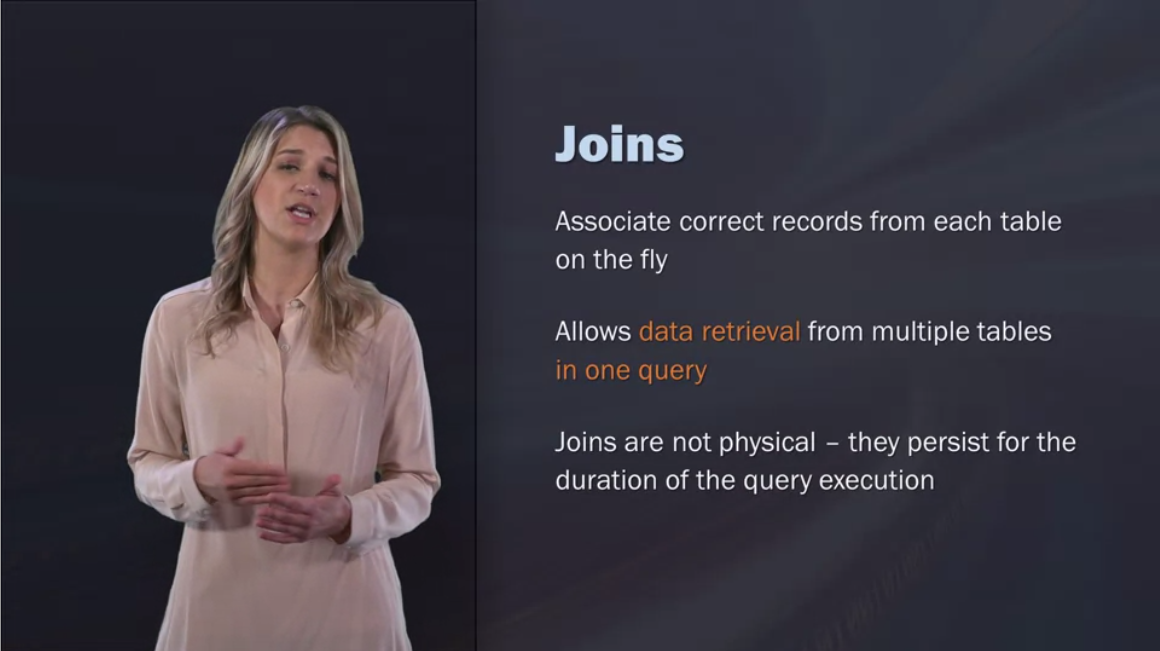 Joins
Associate correct records from each table
on the fly
Allows data retrieval from multiple tables
in one query
Joins are not physical – they persist for the
duration of the query execution